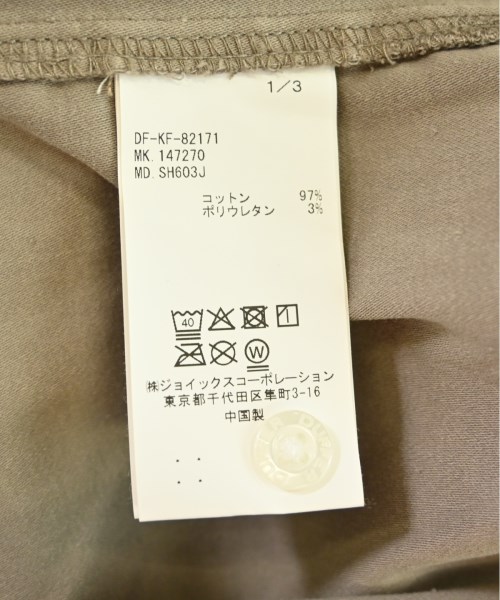 1/3
DF-KF-82171
MK. 147270
MD. SH603J
コットン 97%
ポリウレタン 3%
40
W
株ジョイックスコーポレーション
東京都千代田区隼町3-16
中国製